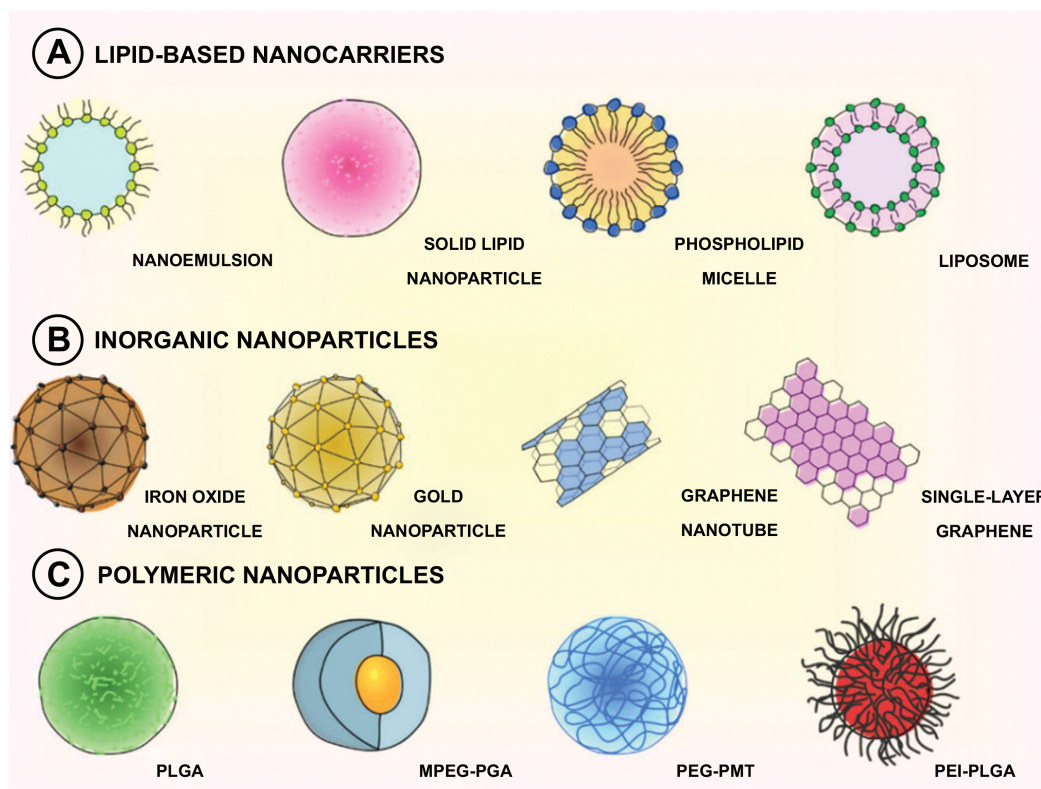 A LIPID-BASED NANOCARRIERS
NANOEMULSION
SOLID LIPID
NANOPARTICLE
PHOSPHOLIPID
MICELLE
LIPOSOME
B INORGANIC NANOPARTICLES
IRON OXIDE
NANOPARTICLE
GOLD
NANOPARTICLE
GRAPHENE
NANOTUBE
SINGLE-LAYER
GRAPHENE
C POLYMERIC NANOPARTICLES
PLGA
MPEG-PGA
PEG-PMT
PEI-PLGA